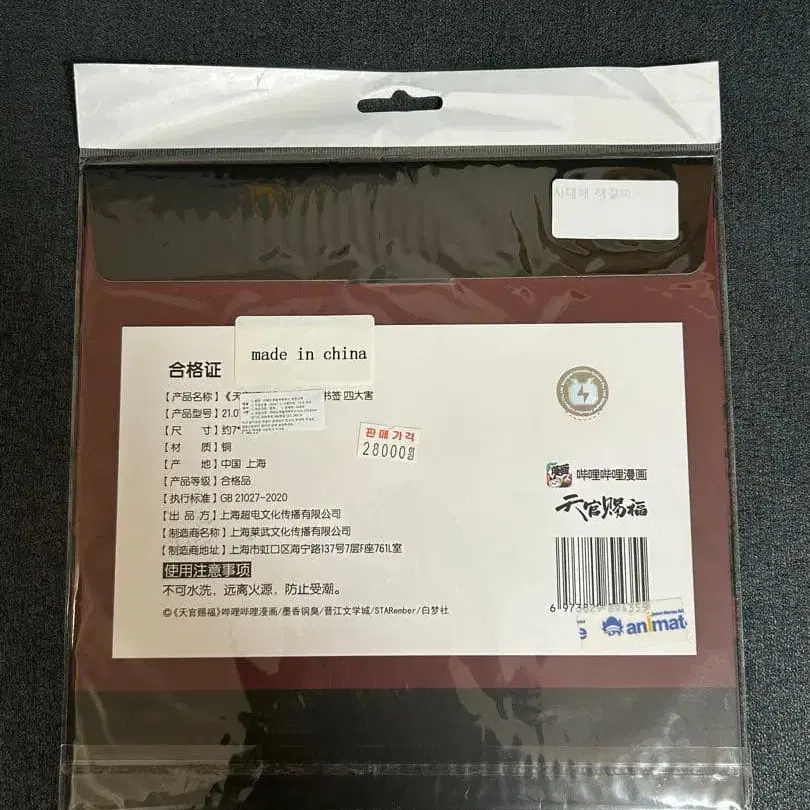 사대해 책갈피
made in china
合格证
【产品名称】《天 书签 四大害
【产品型号】21.0
【尺 寸】约7*
판매가격
28000원
【材 质】铜
【产 地】中国 上海
【产品等级】合格品
【执行标准】GB 21027-2020
【出 品 方】上海超电文化传播有限公司
【制造商名称】上海莱武文化传播有限公司
【制造商地址】上海市虹口区海宁路137号7层F座761L室
使用注意事项
不可水洗，远离火源，防止受潮。
©《天官赐福》哔哩哔哩漫画/墨香铜臭/晋江文学城/STARember/白梦社
哔哩哔哩漫画
天官赐福
e animat